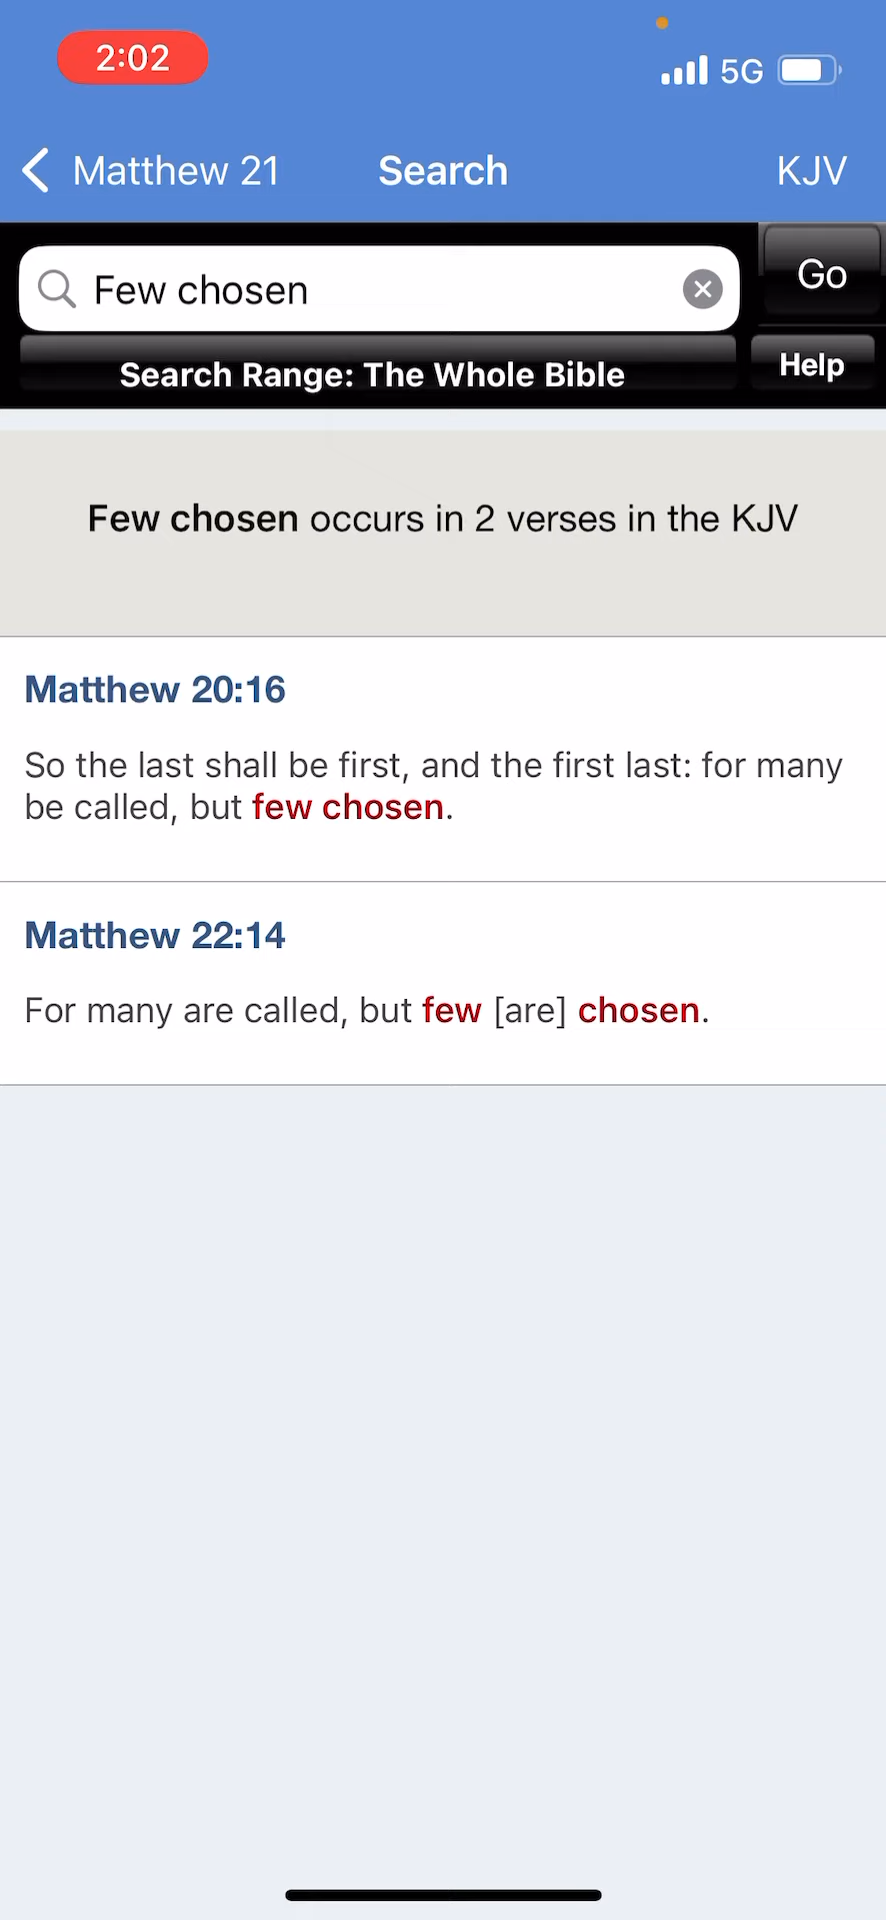 2:02
5G
Matthew 21 Search KJV
Few chosen
Go
Search Range: The Whole Bible
Help
Few chosen occurs in 2 verses in the KJV
Matthew 20:16
So the last shall be first, and the first last: for many
be called, but few chosen.
Matthew 22:14
For many are called, but few [are] chosen.